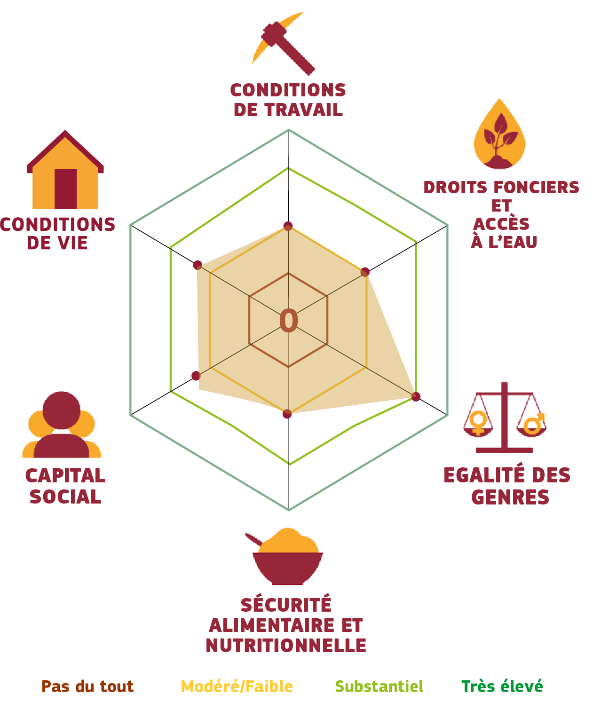 CONDITIONS
DE TRAVAIL
DROITS FONCIERS
ET
ACCÈS
À L'EAU
CONDITIONS
DE VIE
0
CAPITAL
SOCIAL
EGALITÉ DES
GENRES
SÉCURITÉ
ALIMENTAIRE ET
NUTRITIONNELLE
Pas du tout
Modéré/Faible
Substantiel
Très élevé